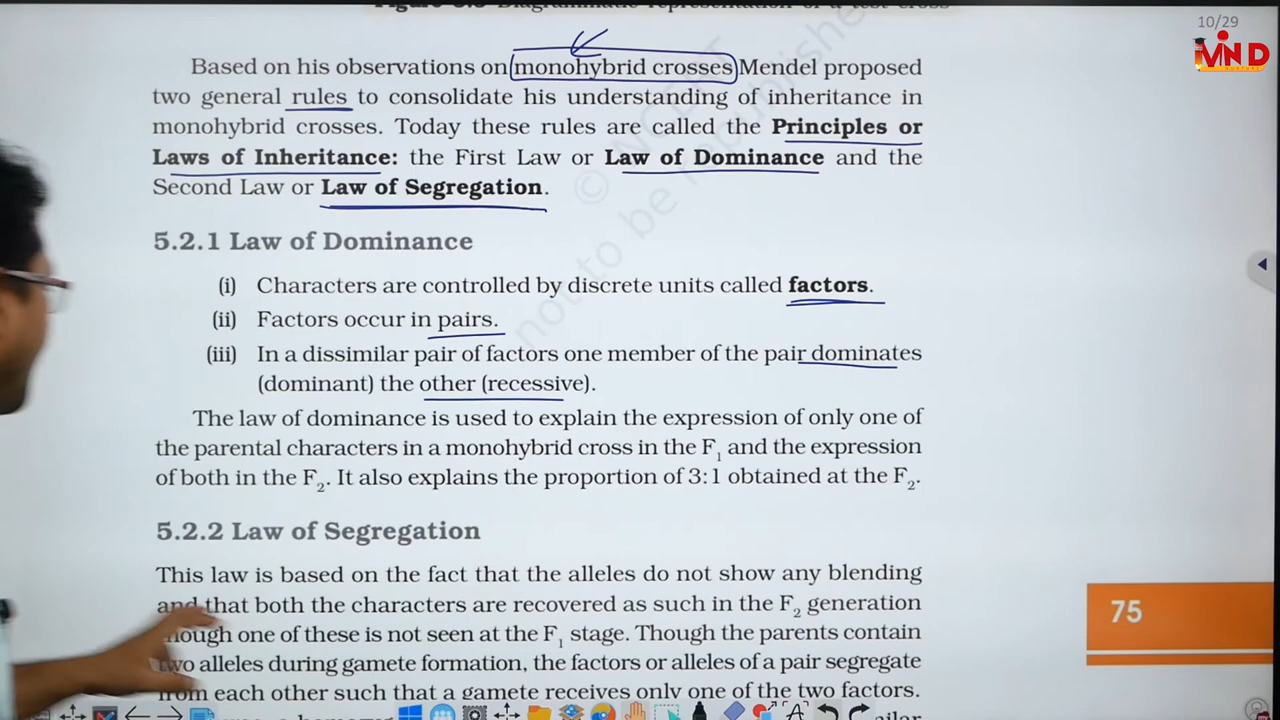 10/29
MIND
Based on his observations on monohybrid crosses Mendel proposed
two general rules to consolidate his understanding of inheritance in
monohybrid crosses. Today these rules are called the Principles or
Laws of Inheritance: the First Law or Law of Dominance and the
Second Law or Law of Segregation.
5.2.1 Law of Dominance
(i) Characters are controlled by discrete units called factors.
(ii) Factors occur in pairs.
(iii) In a dissimilar pair of factors one member of the pair dominates
(dominant) the other (recessive).
The law of dominance is used to explain the expression of only one of
the parental characters in a monohybrid cross in the F1 and the expression
of both in the F2. It also explains the proportion of 3:1 obtained at the F2.
5.2.2 Law of Segregation
This law is based on the fact that the alleles do not show any blending
and that both the characters are recovered as such in the F2 generation
though one of these is not seen at the F1 stage. Though the parents contain
two alleles during gamete formation, the factors or alleles of a pair segregate
from each other such that a gamete receives only one of the two factors.
75